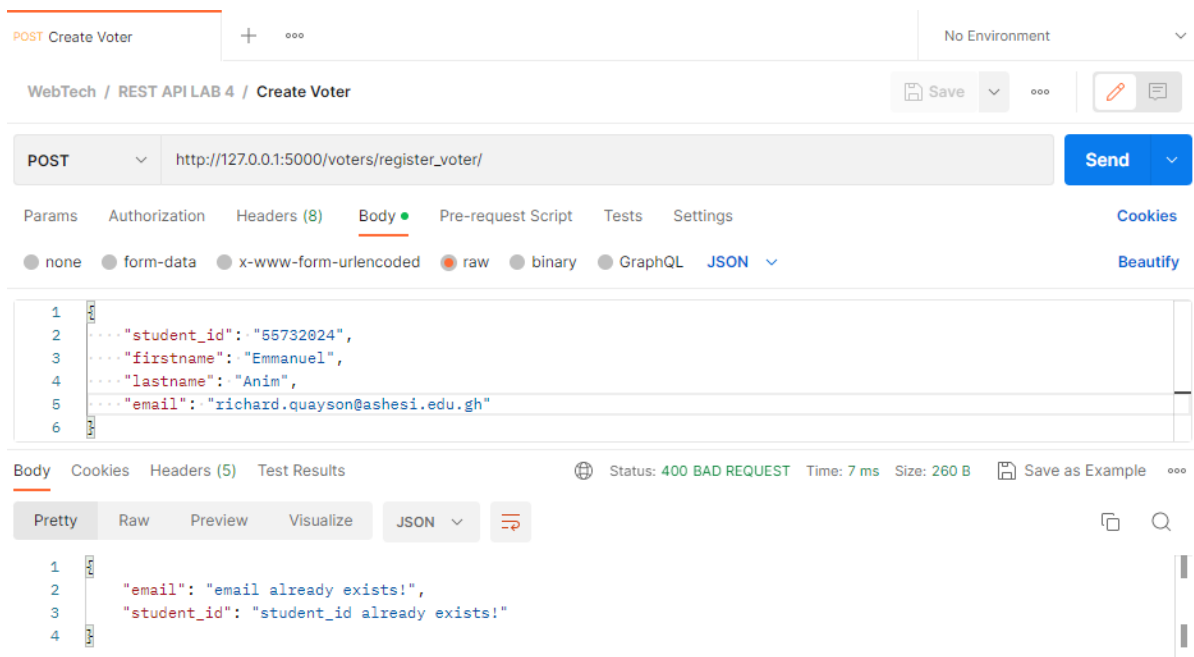 POST Create Voter + ooo No Environment
WebTech / REST API LAB 4 / Create Voter Save ooo
POST http://127.0.0.1:5000/voters/register_voter/ Send
Params Authorization Headers (8) Body Pre-request Script Tests Settings Cookies
none form-data x-www-form-urlencoded raw binary GraphQL JSON Beautify
1 {
2 ····"student_id":·"55732024",
3 ····"firstname":·"Emmanuel",
4 ····"lastname":·"Anim",
5 ····"email":·"richard.quayson@ashesi.edu.gh"
6 }
Body Cookies Headers (5) Test Results Status: 400 BAD REQUEST Time: 7 ms Size: 260 B Save as Example ooo
Pretty Raw Preview Visualize JSON
1 {
2 "email": "email already exists!",
3 "student_id": "student_id already exists!"
4 }